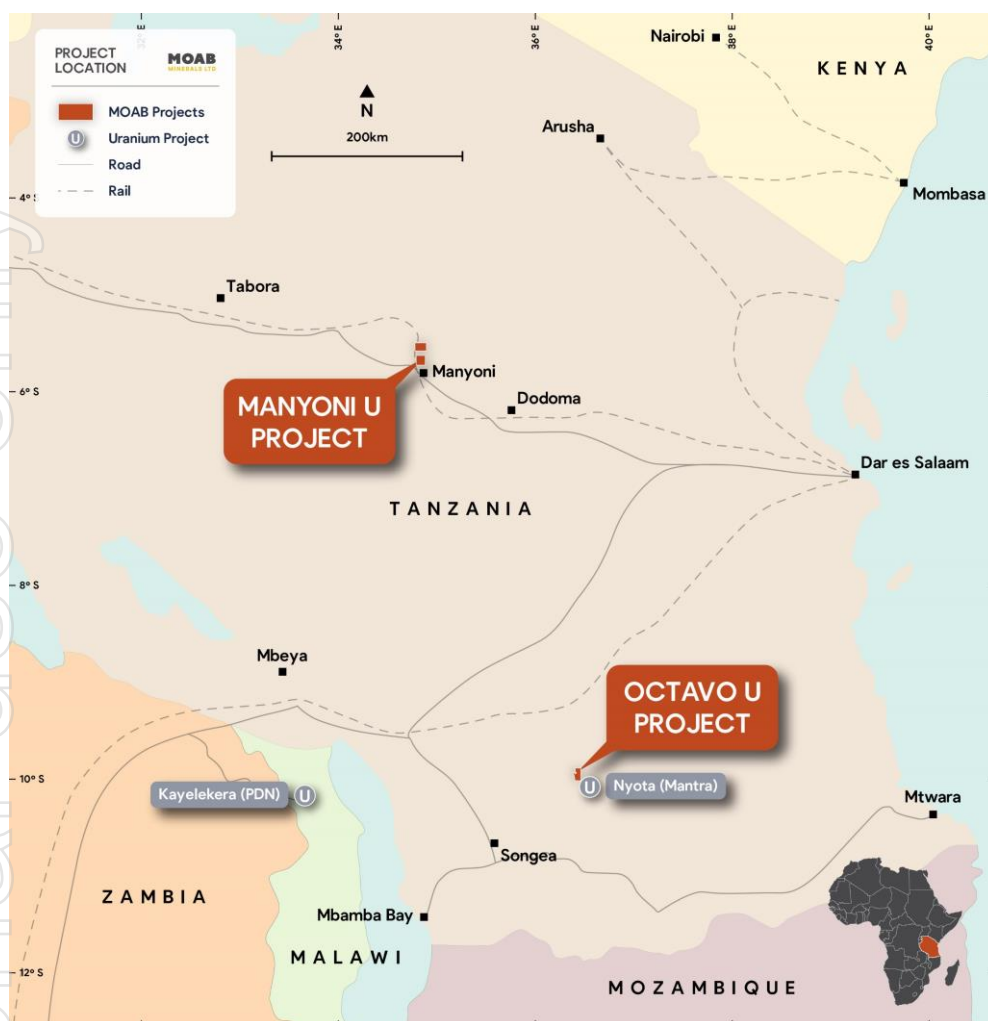 32° E
34° E
36° E
38° E
40° E
PROJECT
LOCATION
MOAB
MINERALS LTD
MOAB Projects
U
Uranium Project
Road
Rail
N
200km
Nairobi
KENYA
Arusha
4° S
Mombasa
Tabora
Manyoni
6° S
MANYONI U
PROJECT
Dodoma
Dar es Salaam
TANZANIA
8° S
Mbeya
OCTAVO U
PROJECT
10° S
Kayelekera (PDN)
U
U
Nyota (Mantra)
Mtwara
Songea
ZAMBIA
Mbamba Bay
MALAWI
12° S
MOZAMBIQUE